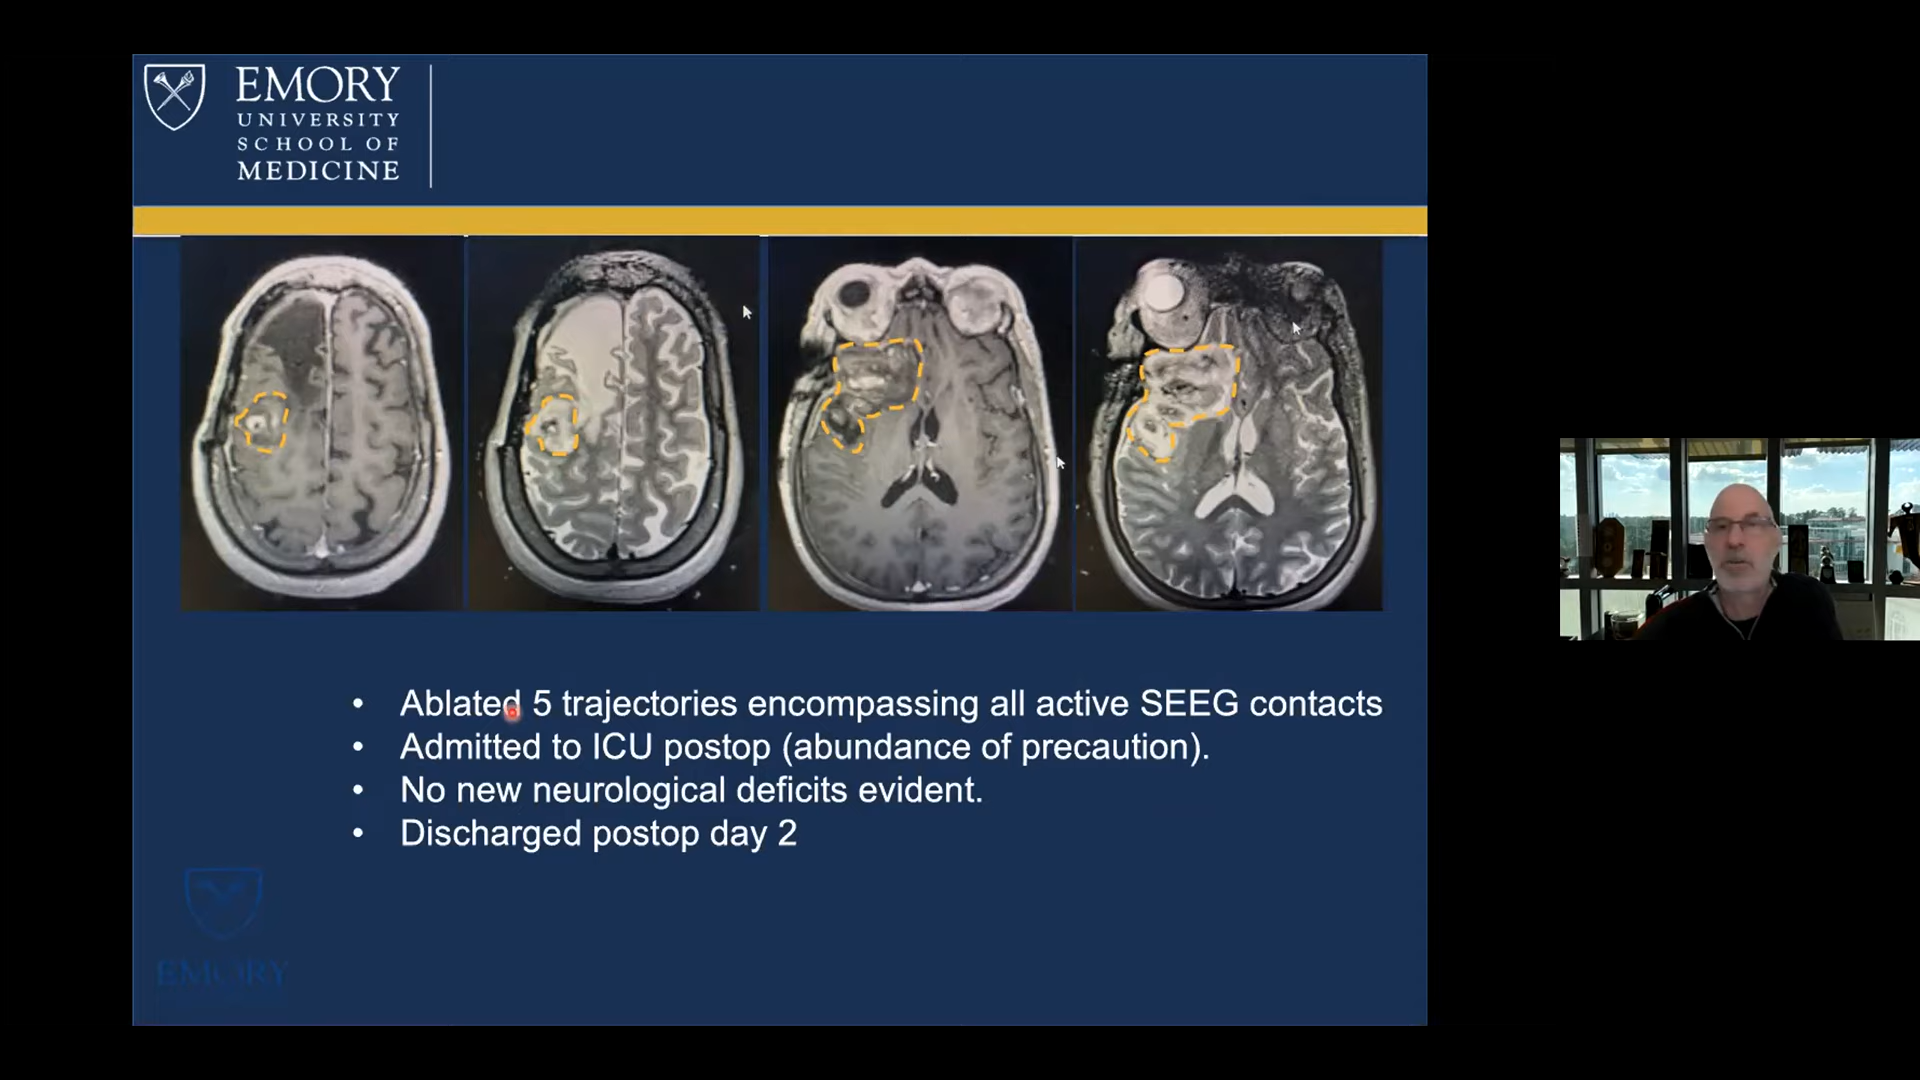 EMORY
UNIVERSITY
SCHOOL OF
MEDICINE
• Ablated 5 trajectories encompassing all active SEEG contacts
• Admitted to ICU postop (abundance of precaution).
• No new neurological deficits evident.
• Discharged postop day 2
EMORY